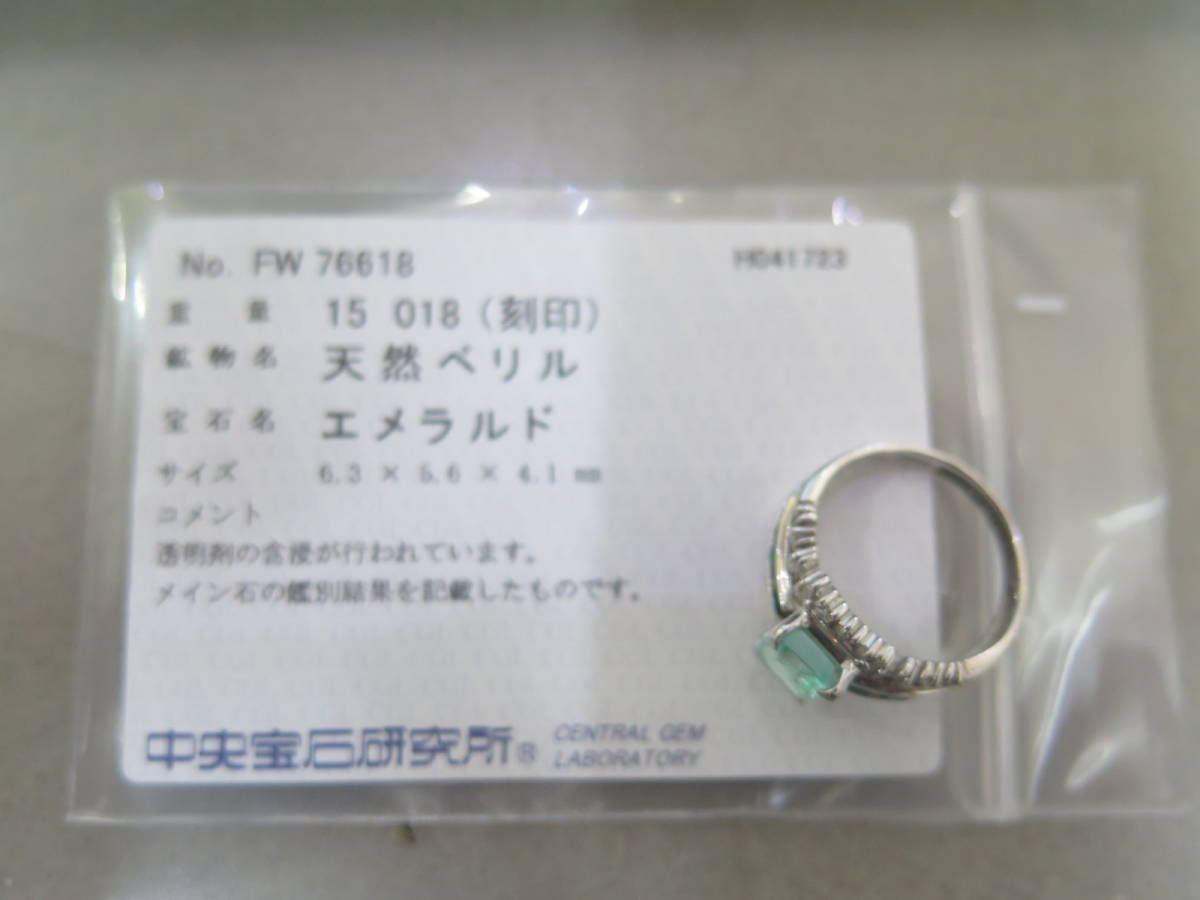 No. FW 76618 H041723
重 量 15 018 (刻印)
鉱 物 名 天然ベリル
宝 石 名 エメラルド
サイズ 6.3 × 5.6 × 4.1 mm
コメント
透明剤の含浸が行われています。
メイン石の鑑別結果を記載したものです。
中央宝石研究所® CENTRAL GEM
LABORATORY